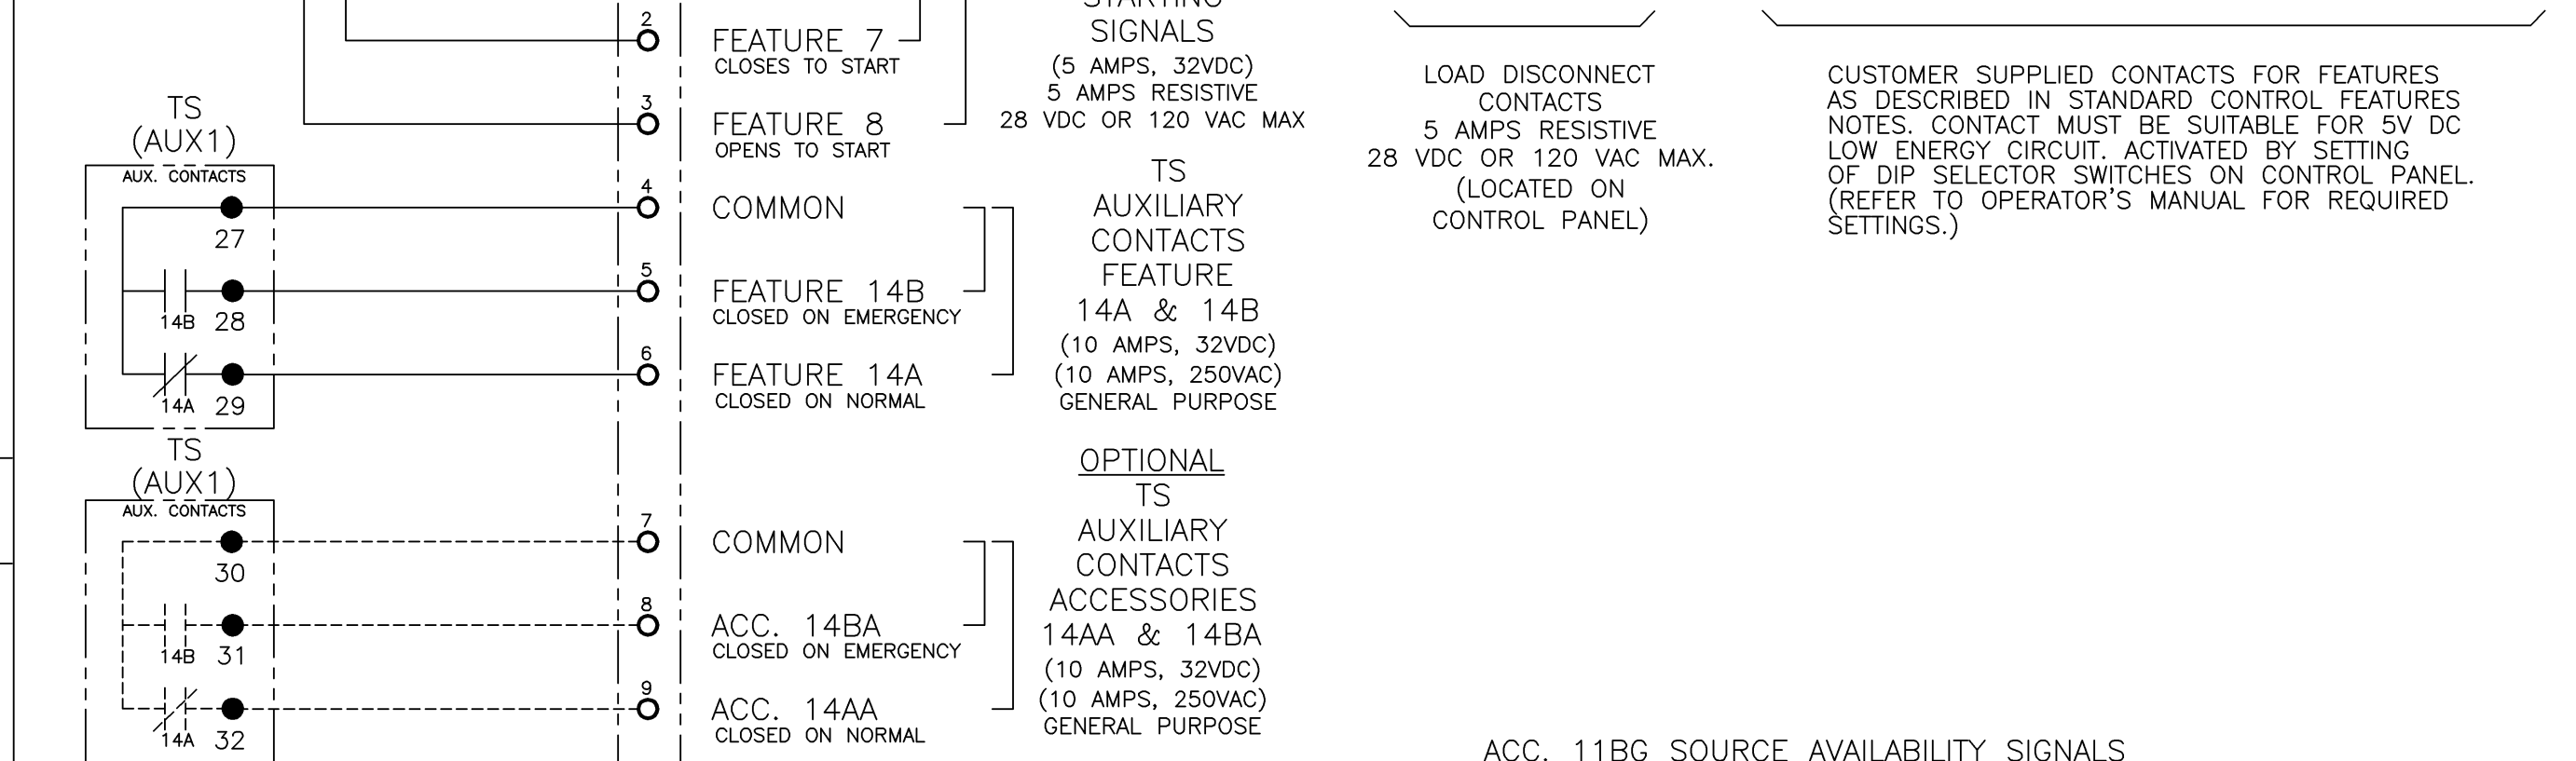 2
FEATURE 7
CLOSES TO START
3
FEATURE 8
OPENS TO START
SIGNALS
(5 AMPS, 32VDC)
5 AMPS RESISTIVE
28 VDC OR 120 VAC MAX
LOAD DISCONNECT
CONTACTS
5 AMPS RESISTIVE
28 VDC OR 120 VAC MAX.
(LOCATED ON
CONTROL PANEL)
CUSTOMER SUPPLIED CONTACTS FOR FEATURES
AS DESCRIBED IN STANDARD CONTROL FEATURES
NOTES. CONTACT MUST BE SUITABLE FOR 5V DC
LOW ENERGY CIRCUIT. ACTIVATED BY SETTING
OF DIP SELECTOR SWITCHES ON CONTROL PANEL.
(REFER TO OPERATOR'S MANUAL FOR REQUIRED
SETTINGS.)
TS
(AUX1)
AUX. CONTACTS
27
14B 28
14A 29
4
COMMON
5
FEATURE 14B
CLOSED ON EMERGENCY
6
FEATURE 14A
CLOSED ON NORMAL
TS
AUXILIARY
CONTACTS
FEATURE
14A & 14B
(10 AMPS, 32VDC)
(10 AMPS, 250VAC)
GENERAL PURPOSE
TS
(AUX1)
AUX. CONTACTS
30
14B 31
14A 32
7
COMMON
8
ACC. 14BA
CLOSED ON EMERGENCY
9
ACC. 14AA
CLOSED ON NORMAL
OPTIONAL
TS
AUXILIARY
CONTACTS
ACCESSORIES
14AA & 14BA
(10 AMPS, 32VDC)
(10 AMPS, 250VAC)
GENERAL PURPOSE
ACC. 11BG SOURCE AVAILABILITY SIGNALS